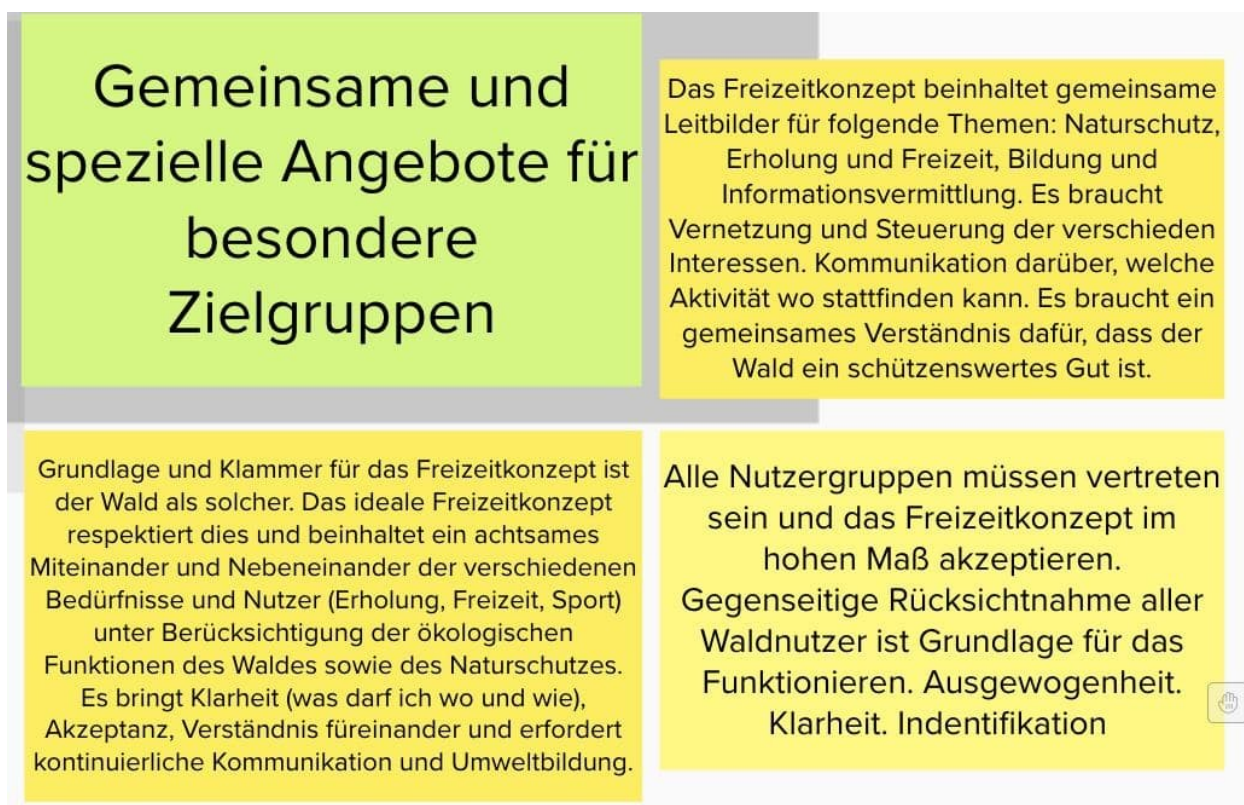 Gemeinsame und
spezielle Angebote für
besondere
Zielgruppen
Das Freizeitkonzept beinhaltet gemeinsame
Leitbilder für folgende Themen: Naturschutz,
Erholung und Freizeit, Bildung und
Informationsvermittlung. Es braucht
Vernetzung und Steuerung der verschieden
Interessen. Kommunikation darüber, welche
Aktivität wo stattfinden kann. Es braucht ein
gemeinsames Verständnis dafür, dass der
Wald ein schützenswertes Gut ist.
Grundlage und Klammer für das Freizeitkonzept ist
der Wald als solcher. Das ideale Freizeitkonzept
respektiert dies und beinhaltet ein achtsames
Miteinander und Nebeneinander der verschiedenen
Bedürfnisse und Nutzer (Erholung, Freizeit, Sport)
unter Berücksichtigung der ökologischen
Funktionen des Waldes sowie des Naturschutzes.
Es bringt Klarheit (was darf ich wo und wie),
Akzeptanz, Verständnis füreinander und erfordert
kontinuierliche Kommunikation und Umweltbildung.
Alle Nutzergruppen müssen vertreten
sein und das Freizeitkonzept im
hohen Maß akzeptieren.
Gegenseitige Rücksichtnahme aller
Waldnutzer ist Grundlage für das
Funktionieren. Ausgewogenheit.
Klarheit. Indentifikation